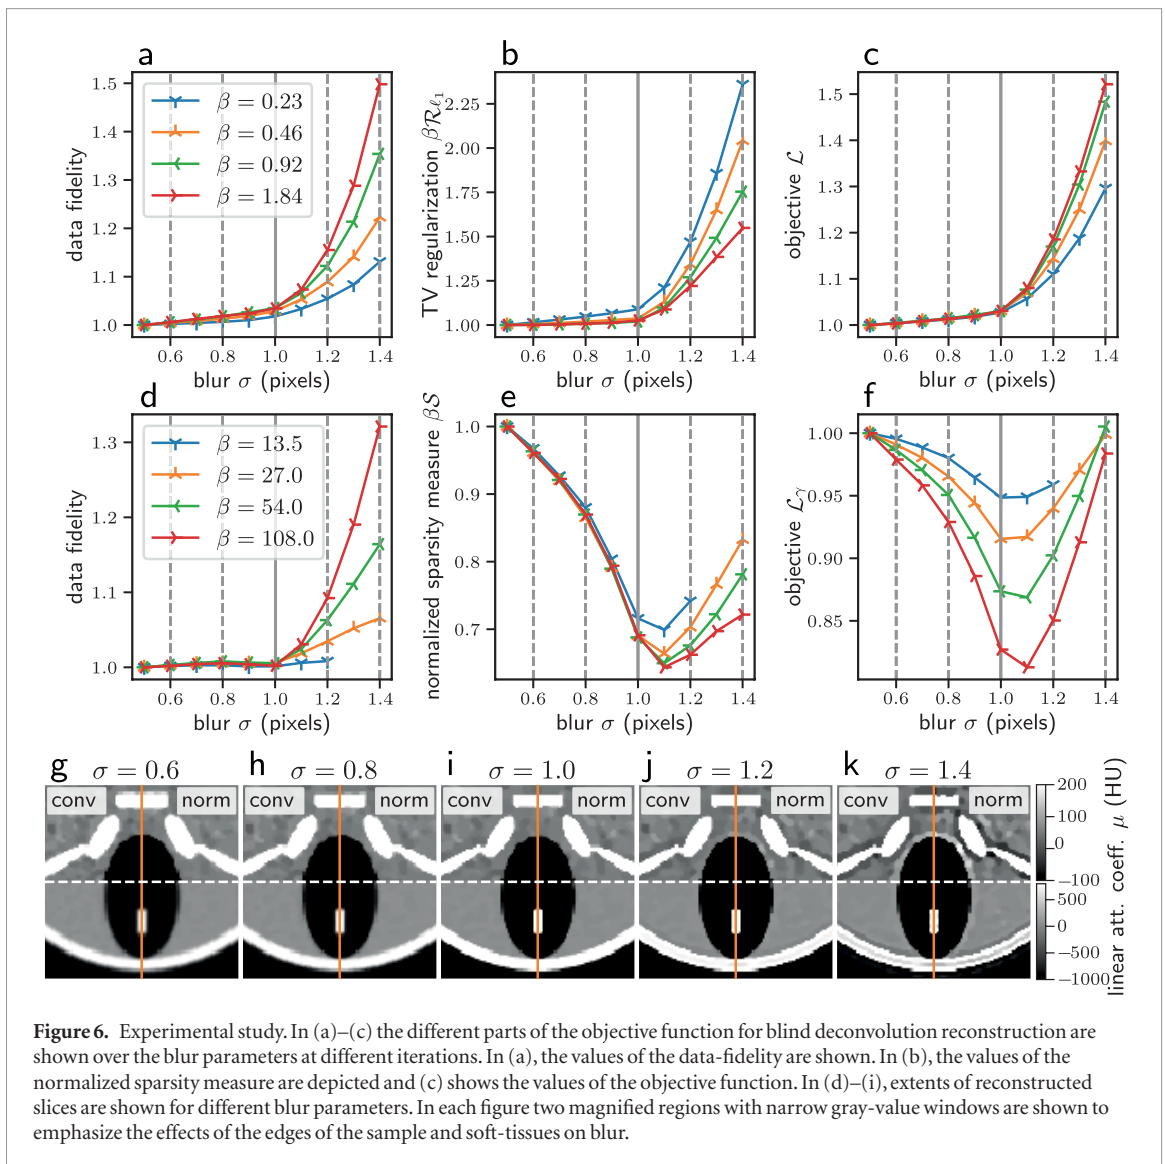 a
b
c
data fidelity
1.5
1.4
1.3
1.2
1.1
1.0
β = 0.23
β = 0.46
β = 0.92
β = 1.84
0.6 0.8 1.0 1.2 1.4
blur σ (pixels)
TV regularization βℛℓ₁
2.25
2.00
1.75
1.50
1.25
1.00
0.6 0.8 1.0 1.2 1.4
blur σ (pixels)
objective ℒ
1.5
1.4
1.3
1.2
1.1
1.0
0.6 0.8 1.0 1.2 1.4
blur σ (pixels)
d
e
f
data fidelity
1.3
1.2
1.1
1.0
β = 13.5
β = 27.0
β = 54.0
β = 108.0
0.6 0.8 1.0 1.2 1.4
blur σ (pixels)
normalized sparsity measure β𝒮
1.0
0.9
0.8
0.7
0.6 0.8 1.0 1.2 1.4
blur σ (pixels)
objective ℒγ
1.00
0.95
0.90
0.85
0.6 0.8 1.0 1.2 1.4
blur σ (pixels)
g σ = 0.6
conv norm
h σ = 0.8
conv norm
i σ = 1.0
conv norm
j σ = 1.2
conv norm
k σ = 1.4
conv norm
200
100
0
−100
500
0
−500
−1000
linear att. coeff. μ (HU)
Figure 6. Experimental study. In (a)–(c) the different parts of the objective function for blind deconvolution reconstruction are
shown over the blur parameters at different iterations. In (a), the values of the data-fidelity are shown. In (b), the values of the
normalized sparsity measure are depicted and (c) shows the values of the objective function. In (d)–(i), extents of reconstructed
slices are shown for different blur parameters. In each figure two magnified regions with narrow gray-value windows are shown to
emphasize the effects of the edges of the sample and soft-tissues on blur.